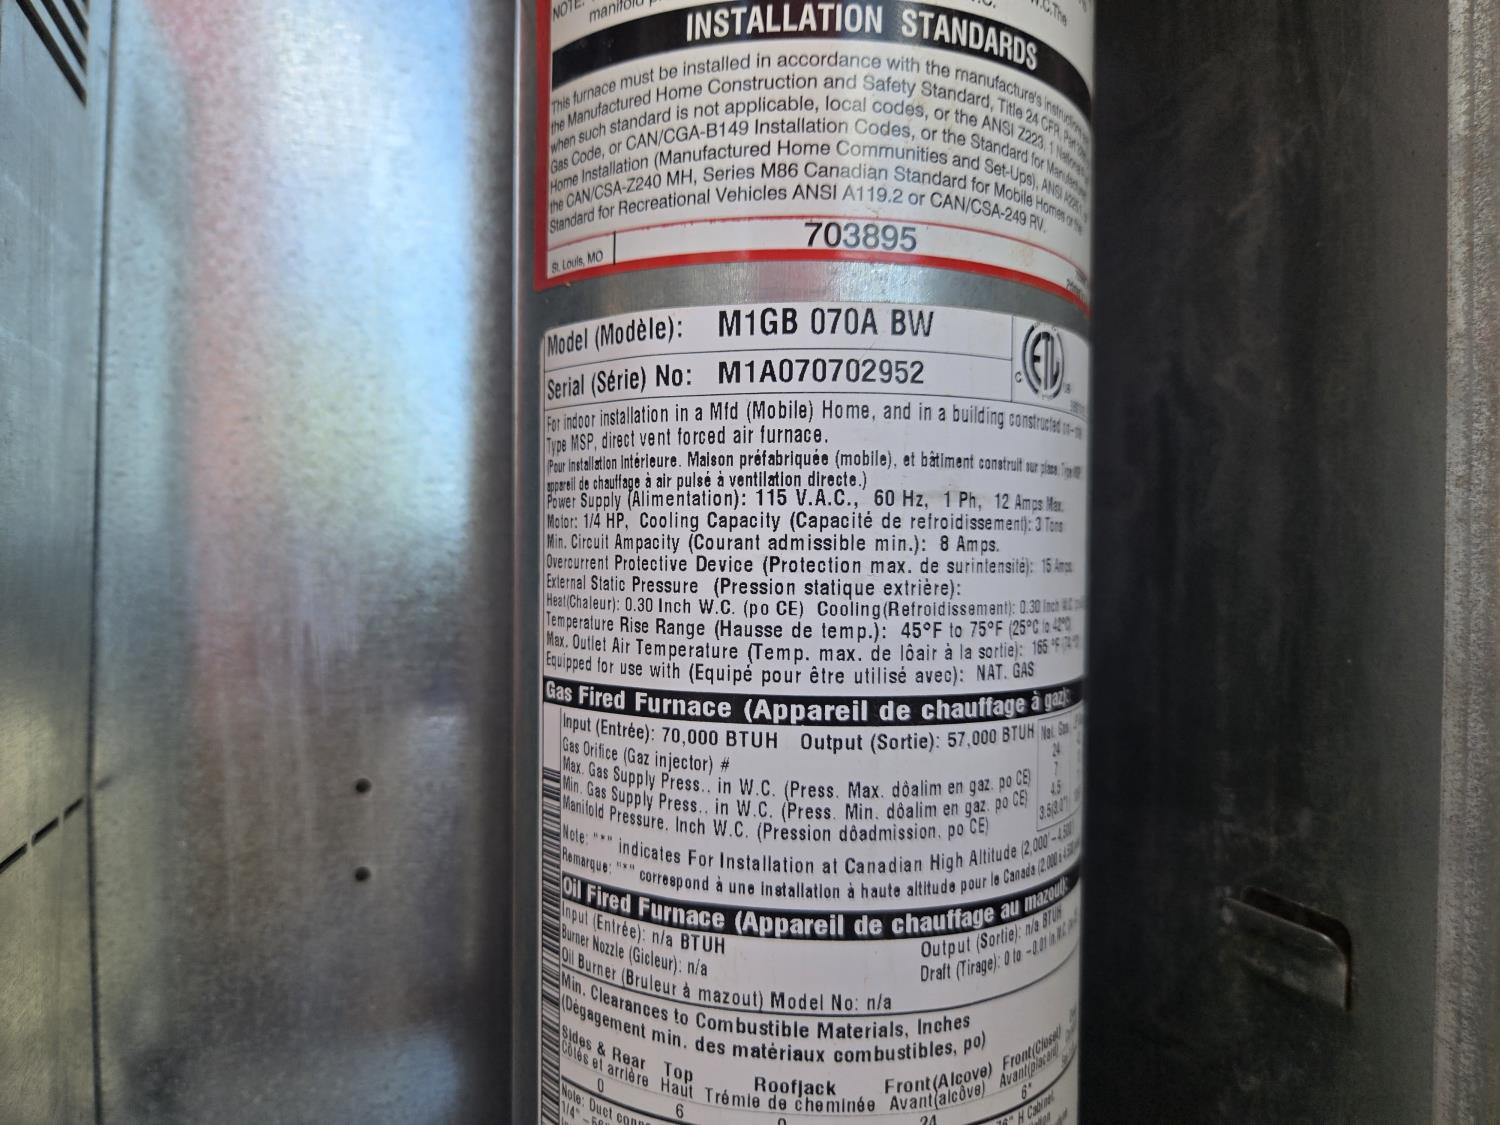 NOTE:
manifold
W.C. The
INSTALLATION STANDARDS
This furnace must be installed in accordance with the manufacture's instructions
the Manufactured Home Construction and Safety Standard, Title 24 CFR, Part
when such standard is not applicable, local codes, or the ANSI Z223.1
Gas Code, or CAN/CGA-B149 Installation Codes, or the Standard for
Home Installation (Manufactured Home Communities and Set-Ups), ANSI
the CAN/CSA-Z240 MH, Series M86 Canadian Standard for Mobile Homes or the
Standard for Recreational Vehicles ANSI A119.2 or CAN/CSA-249 RV.
St. Louis, MO
703895
Model (Modèle): M1GB 070A BW
C ETL
Serial (Série) No: M1A070702952
For indoor installation in a Mfd (Mobile) Home, and in a building constructed
Type MSP, direct vent forced air furnace.
(Pour installation intérieure. Maison préfabriquée (mobile), et bâtiment construit sur place.
appareil de chauffage à air pulsé à ventilation directe.)
Power Supply (Alimentation): 115 V.A.C., 60 Hz, 1 Ph, 12 Amps Max.
Motor: 1/4 HP, Cooling Capacity (Capacité de refroidissement): 3 Tons
Min. Circuit Ampacity (Courant admissible min.): 8 Amps.
Overcurrent Protective Device (Protection max. de surintensité): 15 Amps
External Static Pressure (Pression statique extrière):
Heat(Chaleur): 0.30 Inch W.C. (po CE) Cooling(Refroidissement): 0.30 Inch
Temperature Rise Range (Hausse de temp.): 45°F to 75°F (25°C to 42°C)
Max. Outlet Air Temperature (Temp. max. de lôair à la sortie): 165 °F
Equipped for use with (Equipé pour être utilisé avec): NAT. GAS
Gas Fired Furnace (Appareil de chauffage à gaz):
Input (Entrée): 70,000 BTUH Output (Sortie): 57,000 BTUH Nat. Gas
Gas Orifice (Gaz injector) # 24
Max. Gas Supply Press.. in W.C. (Press. Max. dôalim en gaz. po CE) 7
Min. Gas Supply Press.. in W.C. (Press. Min. dôalim en gaz. po CE) 4.5
Manifold Pressure. Inch W.C. (Pression dôadmission. po CE)
Note: "*" indicates For Installation at Canadian High Altitude (2,000'-4,500')
Remarque: "*" correspond à une installation à haute altitude pour le Canada
Oil Fired Furnace (Appareil de chauffage au mazout):
Input (Entrée): n/a BTUH Output (Sortie): n/a BTUH
Burner Nozzle (Gicleur): n/a Draft (Tirage): 0 to -0.01
Oil Burner (Bruleur à mazout) Model No: n/a
Min. Clearances to Combustible Materials, Inches
(Dégagement min. des matériaux combustibles, po)
Sides & Rear Top Roofjack Front(Alcove) Front(Closet)
Côtés et arrière Haut Trémie de cheminée Avant(alcôve) Avant(placard)
0 6 0 24 6"
Note: Duct
1/4"